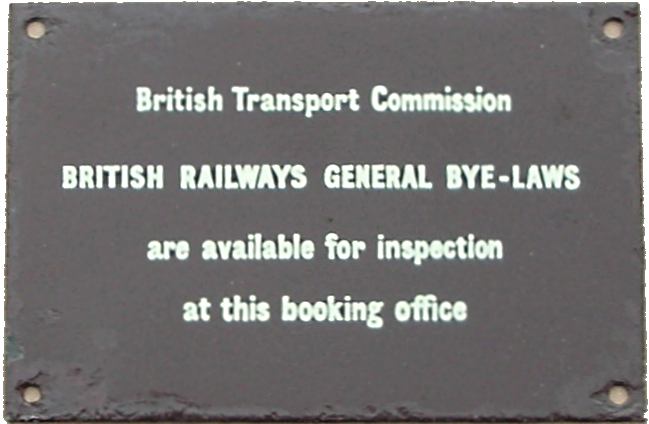 British Transport Commission
BRITISH RAILWAYS GENERAL BYE-LAWS
are available for inspection
at this booking office